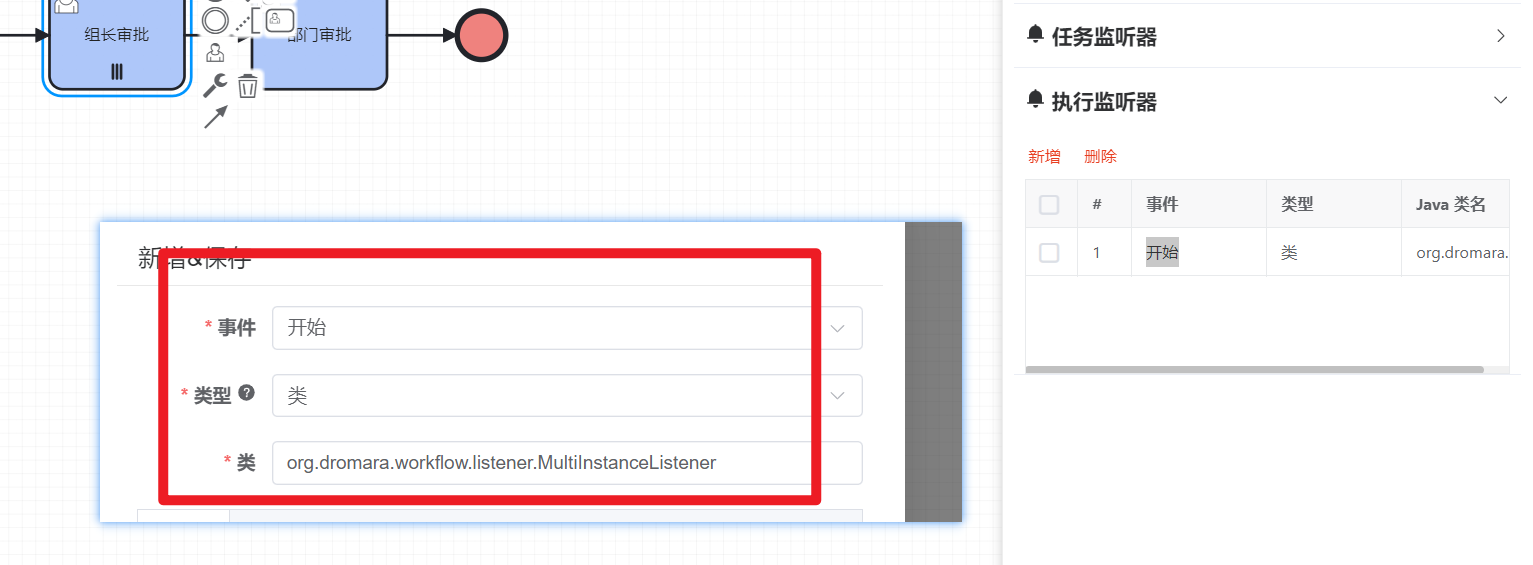 组长审批
部门审批
任务监听器
执行监听器
新增 删除
# 事件 类型 Java 类名
1 开始 类 org.dromara.
新增&保存
* 事件 开始
* 类型 ? 类
* 类 org.dromara.workflow.listener.MultiInstanceListener